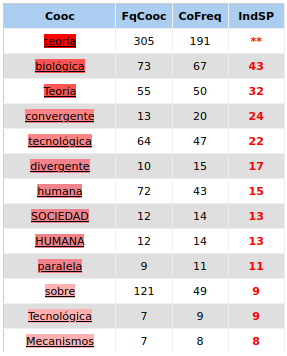 Cooc FqCooc CoFreq IndSP
teoría 305 191 **
biológica 73 67 43
Teoría 55 50 32
convergente 13 20 24
tecnológica 64 47 22
divergente 10 15 17
humana 72 43 15
SOCIEDAD 12 14 13
HUMANA 12 14 13
paralela 9 11 11
sobre 121 49 9
Tecnológica 7 9 9
Mecanismos 7 8 8